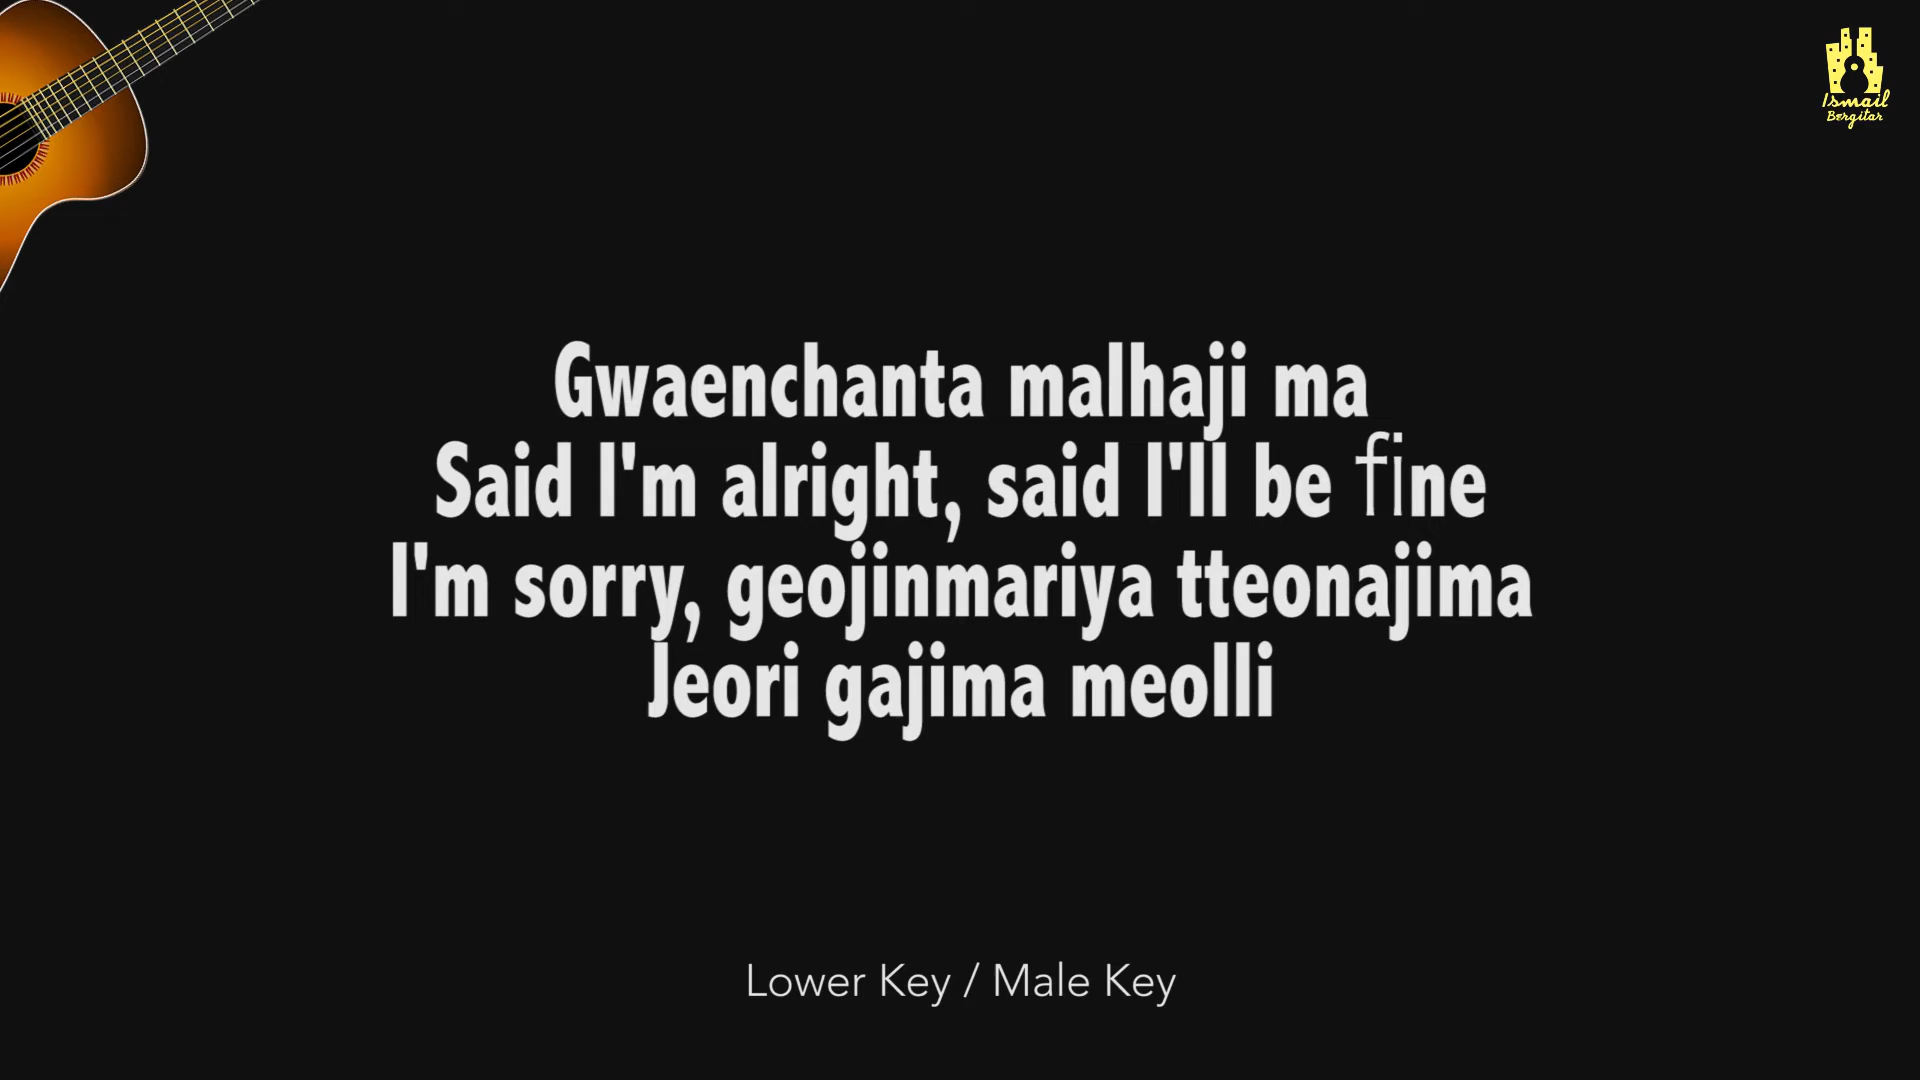 Ismail
Bergitar
Gwaenchanta malhaji ma
Said I'm alright, said I'll be fine
I'm sorry, geojinmariya tteonajima
Jeori gajima meolli
Lower Key / Male Key